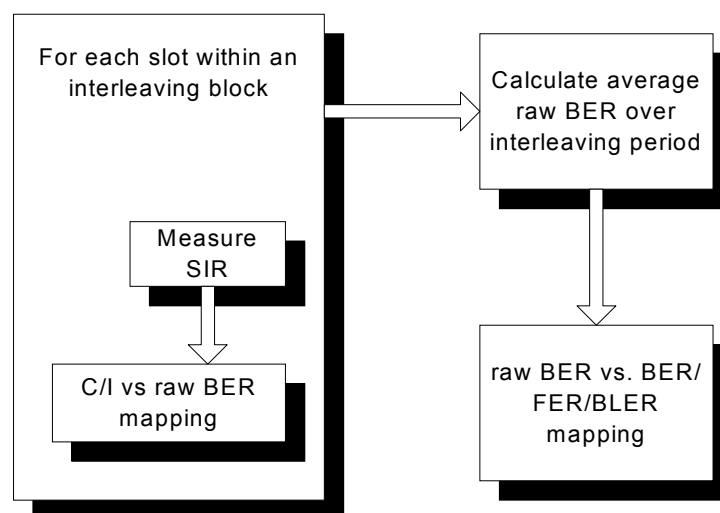 For each slot within an
interleaving block
Measure
SIR
C/I vs raw BER
mapping
Calculate average
raw BER over
interleaving period
raw BER vs. BER/
FER/BLER
mapping